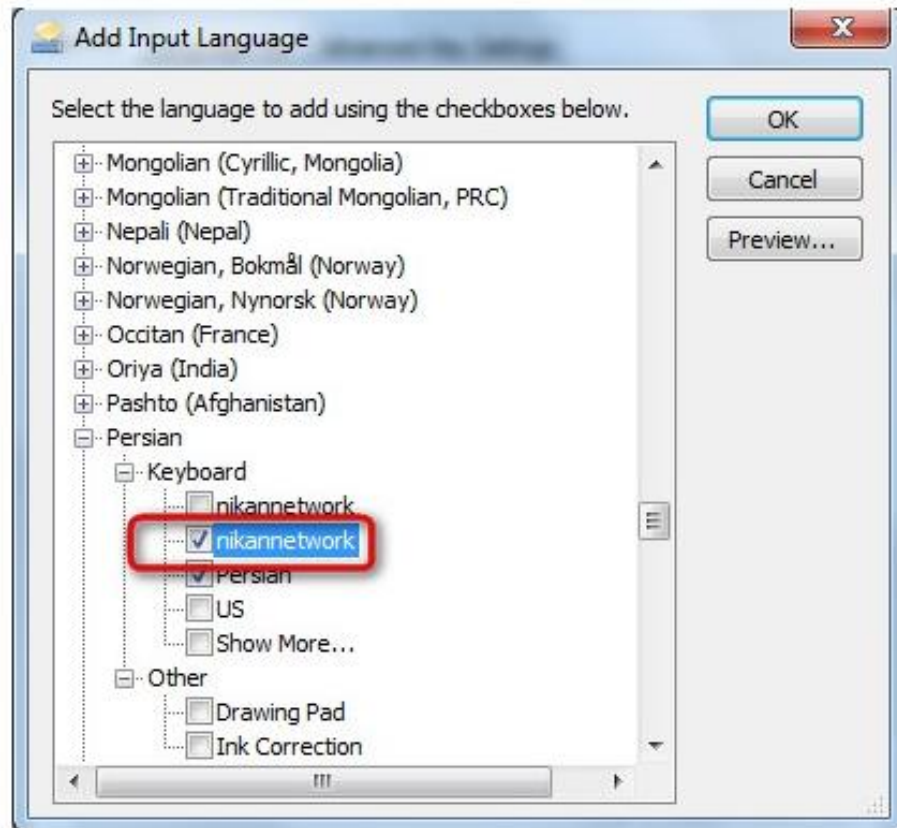 Add Input Language
Select the language to add using the checkboxes below.
OK
Cancel
Preview...
Mongolian (Cyrillic, Mongolia)
Mongolian (Traditional Mongolian, PRC)
Nepali (Nepal)
Norwegian, Bokmål (Norway)
Norwegian, Nynorsk (Norway)
Occitan (France)
Oriya (India)
Pashto (Afghanistan)
Persian
Keyboard
nikannetwork
nikannetwork
Persian
US
Show More...
Other
Drawing Pad
Ink Correction